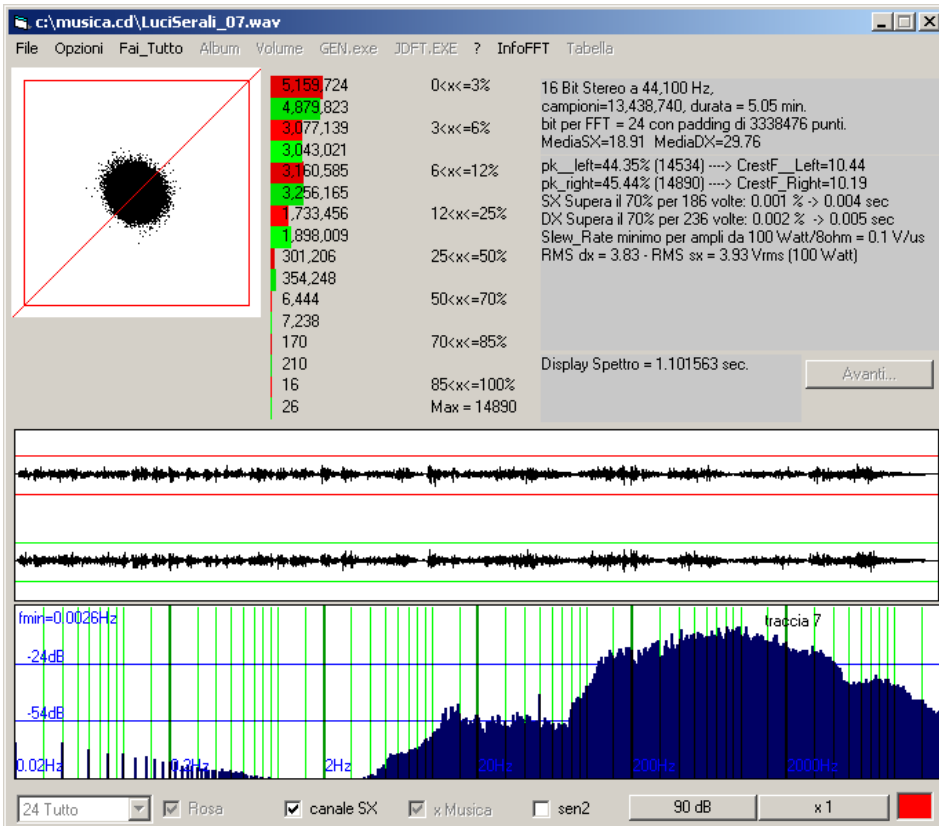 c:\musica.cd\LuciSerali_07.wav
File Opzioni Fai_Tutto Album Volume GEN.exe JDFT.EXE ? InfoFFT Tabella
5,159,724 0<x<=3%
4,879,823
3,077,139 3<x<=6%
3,043,021
3,160,585 6<x<=12%
3,256,165
1,733,456 12<x<=25%
1,898,009
301,206 25<x<=50%
354,248
6,444 50<x<=70%
7,238
170 70<x<=85%
210
16 85<x<=100%
26 Max = 14890
16 Bit Stereo a 44,100 Hz,
campioni=13,438,740, durata = 5.05 min.
bit per FFT = 24 con padding di 3338476 punti.
MediaSX=18.91 MediaDX=29.76
pk__left=44.35% (14534) ----> CrestF__Left=10.44
pk_right=45.44% (14890) ----> CrestF_Right=10.19
SX Supera il 70% per 186 volte: 0.001 % -> 0.004 sec
DX Supera il 70% per 236 volte: 0.002 % -> 0.005 sec
Slew_Rate minimo per ampli da 100 Watt/8ohm = 0.1 V/us
RMS dx = 3.83 - RMS sx = 3.93 Vrms (100 Watt)
Display Spettro = 1.101563 sec.
Avanti...
fmin=0.0026Hz
traccia 7
-24dB
-54dB
0.02Hz 0.2Hz 2Hz 20Hz 200Hz 2000Hz
24 Tutto Rosa canale SX x Musica sen2 90 dB x 1